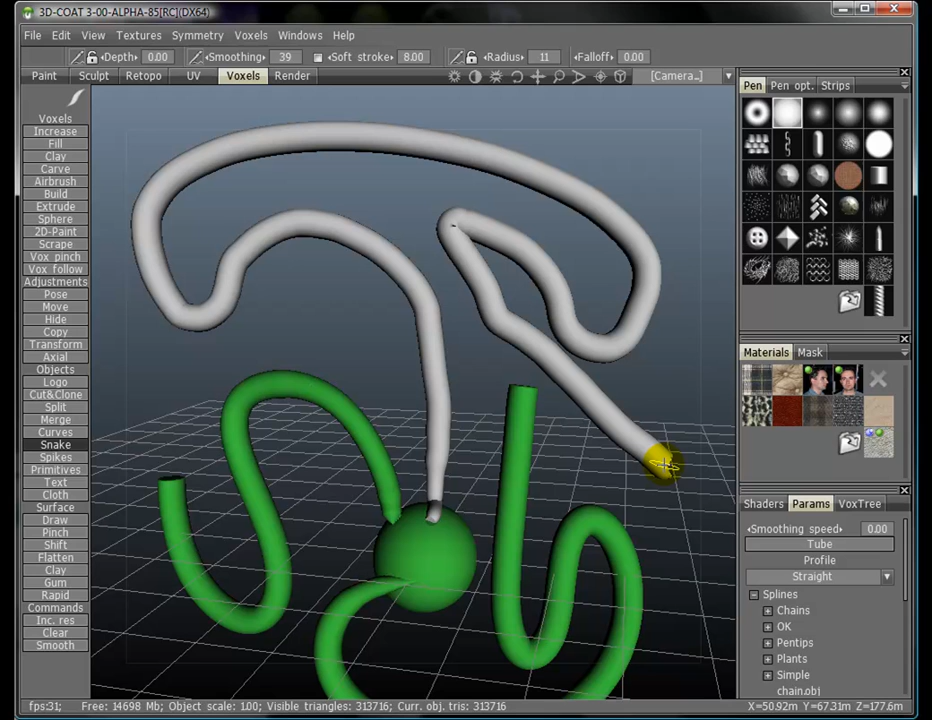 3D-COAT 3-00-ALPHA-85[RC](DX64)
File Edit View Textures Symmetry Voxels Windows Help
Depth: 0.00 Smoothing: 39 Soft stroke: 8.00 Radius: 11 Falloff: 0.00
Paint Sculpt Retopo UV Voxels Render [Camera...]
Voxels
Increase
Fill
Clay
Carve
Airbrush
Build
Extrude
Sphere
2D-Paint
Scrape
Vox pinch
Vox follow
Adjustments
Pose
Move
Hide
Copy
Transform
Axial
Objects
Logo
Cut&Clone
Split
Merge
Curves
Snake
Spikes
Primitives
Text
Cloth
Surface
Draw
Pinch
Shift
Flatten
Clay
Gum
Rapid
Commands
Inc. res
Clear
Smooth
Pen Pen opt. Strips
Materials Mask
Shaders Params VoxTree
Smoothing speed 0.00
Tube
Profile
Straight
Splines
Chains
OK
Pentips
Plants
Simple
chain.obj
fps:31; Free: 14698 Mb; Object scale: 1.00; Visible triangles: 313716; Curr. obj tris: 313716 X=50.92m Y=67.31m Z=177.6m